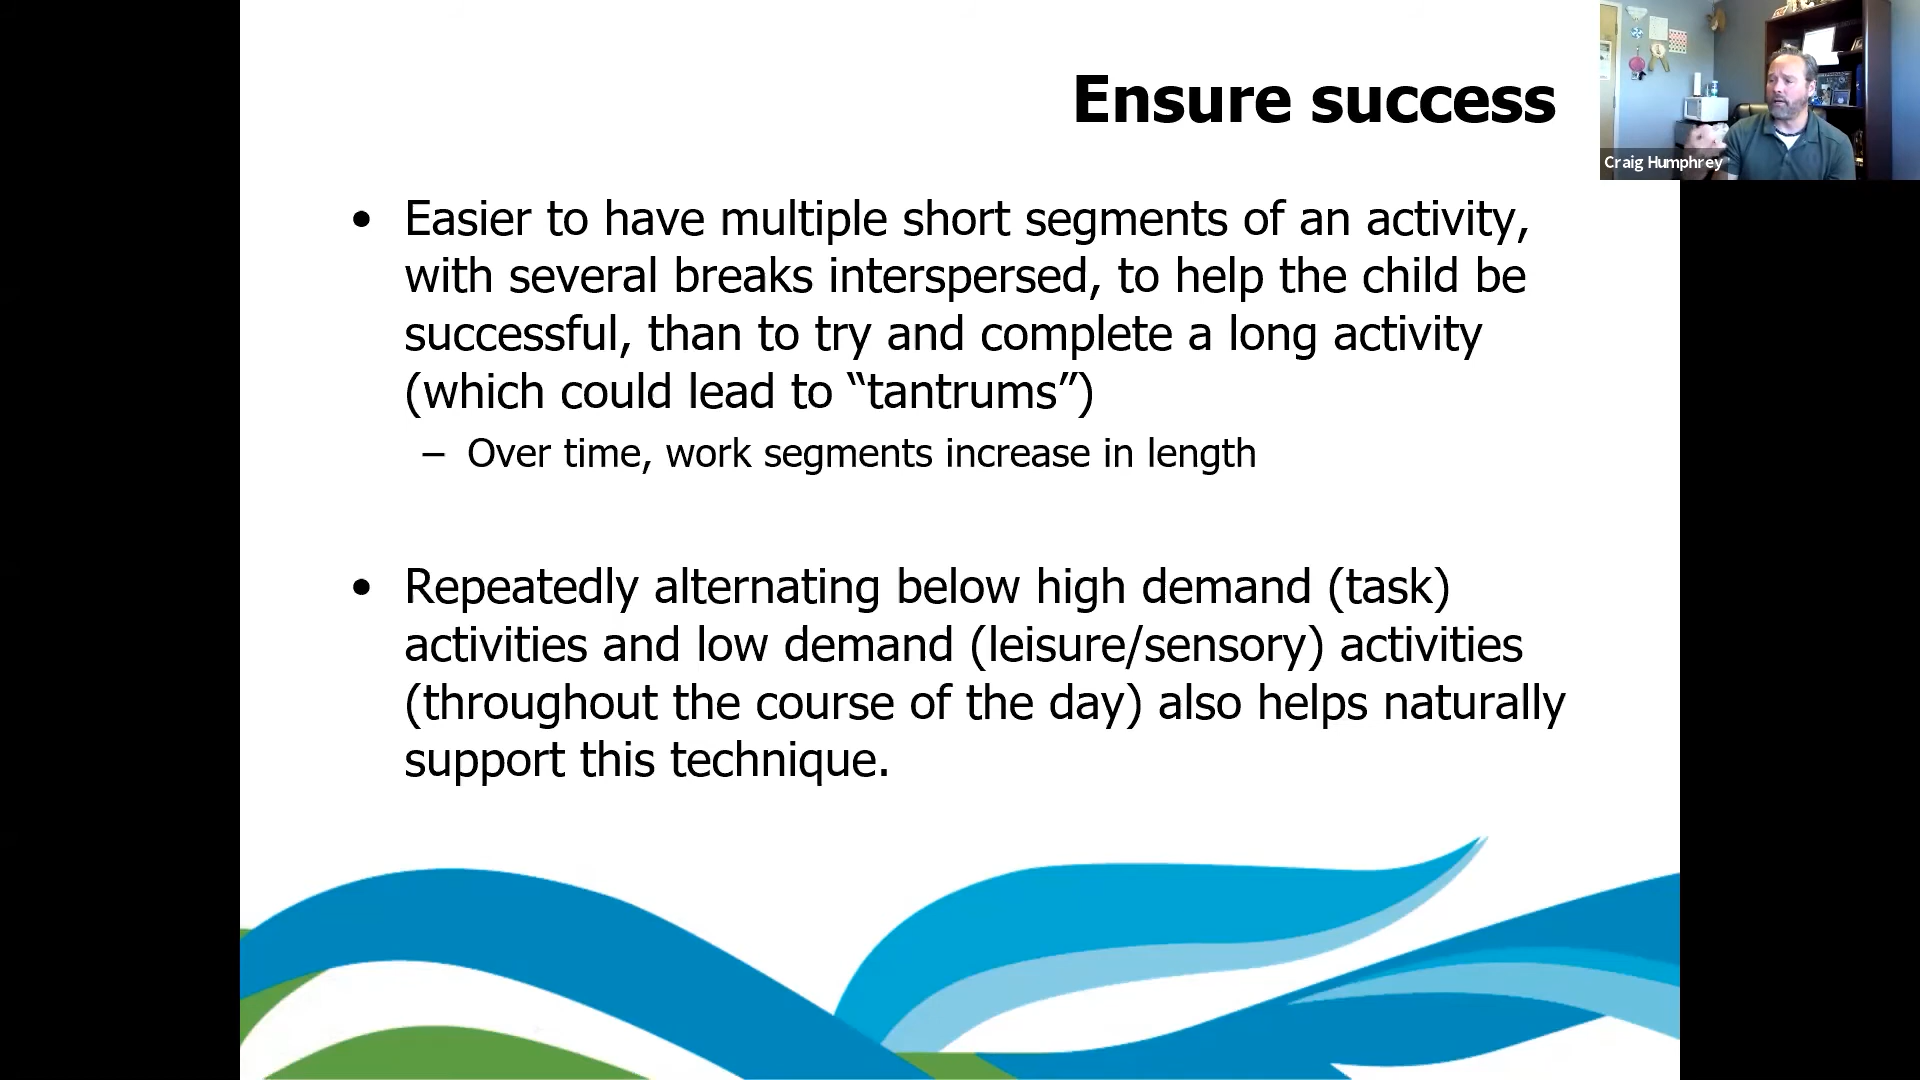 Ensure success
Craig Humphrey
• Easier to have multiple short segments of an activity,
with several breaks interspersed, to help the child be
successful, than to try and complete a long activity
(which could lead to “tantrums”)
– Over time, work segments increase in length
• Repeatedly alternating below high demand (task)
activities and low demand (leisure/sensory) activities
(throughout the course of the day) also helps naturally
support this technique.